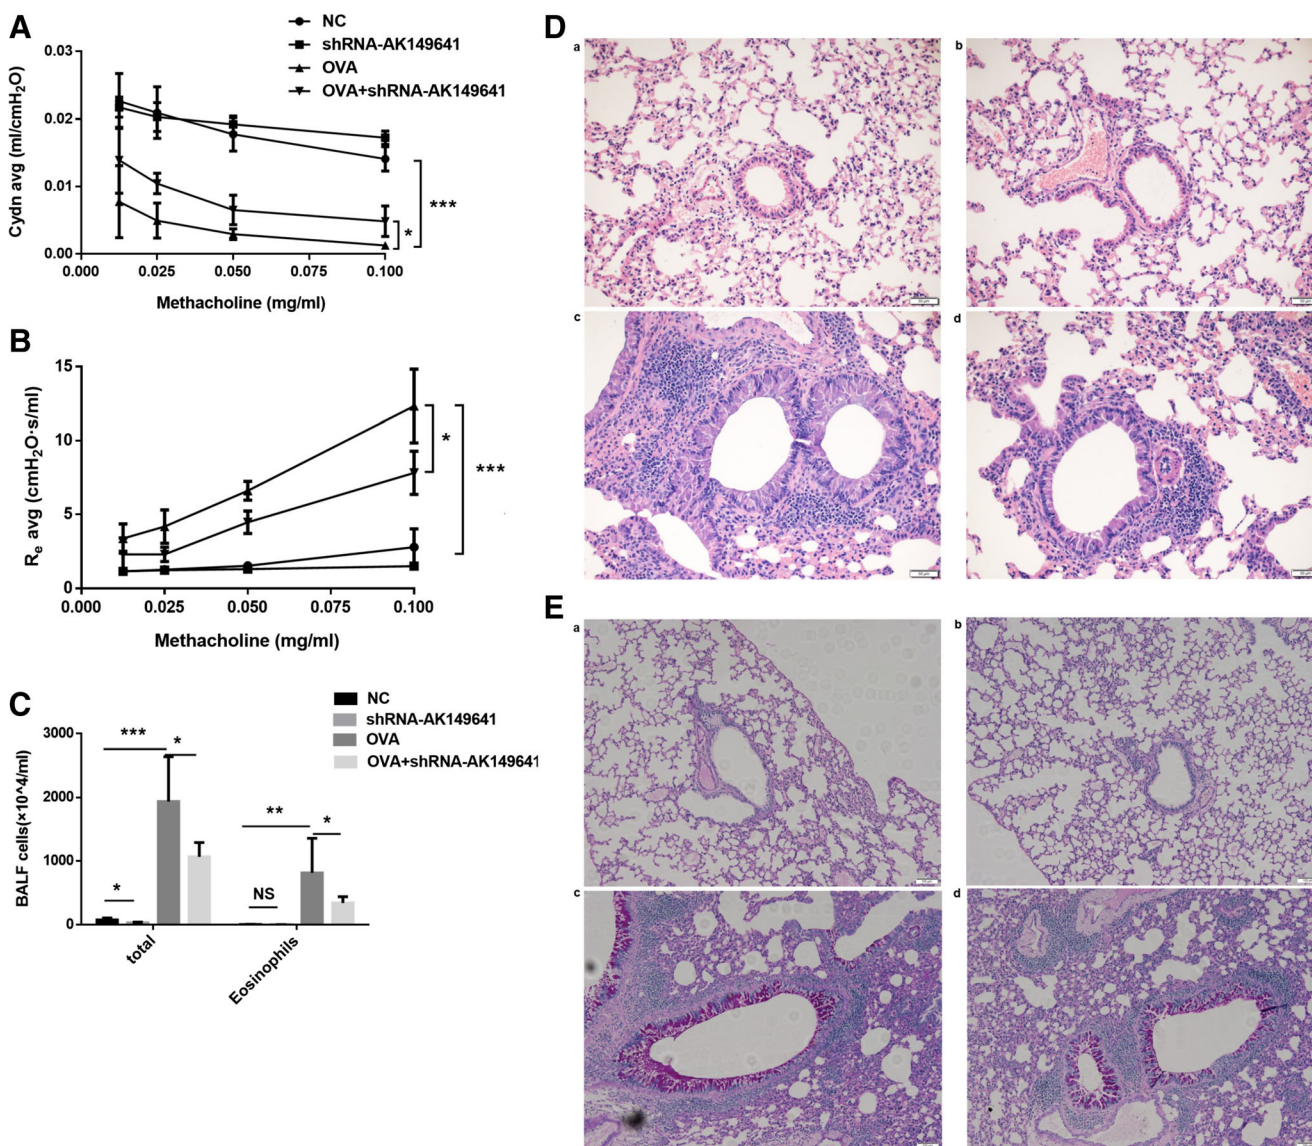 A
NC
shRNA-AK149641
OVA
OVA+shRNA-AK149641
Cydn avg (ml/cmH₂O)
0.03
0.02
0.01
0.00
***
*
0.000 0.025 0.050 0.075 0.100
Methacholine (mg/ml)
B
Rₑ avg (cmH₂O·s/ml)
15
10
5
0
*
***
0.000 0.025 0.050 0.075 0.100
Methacholine (mg/ml)
C
NC
shRNA-AK149641
OVA
OVA+shRNA-AK149641
BALF cells(×10^4/ml)
3000
2000
1000
0
*** *
*
** *
NS
total Eosinophils
D
a b
c d
E
a b
c d